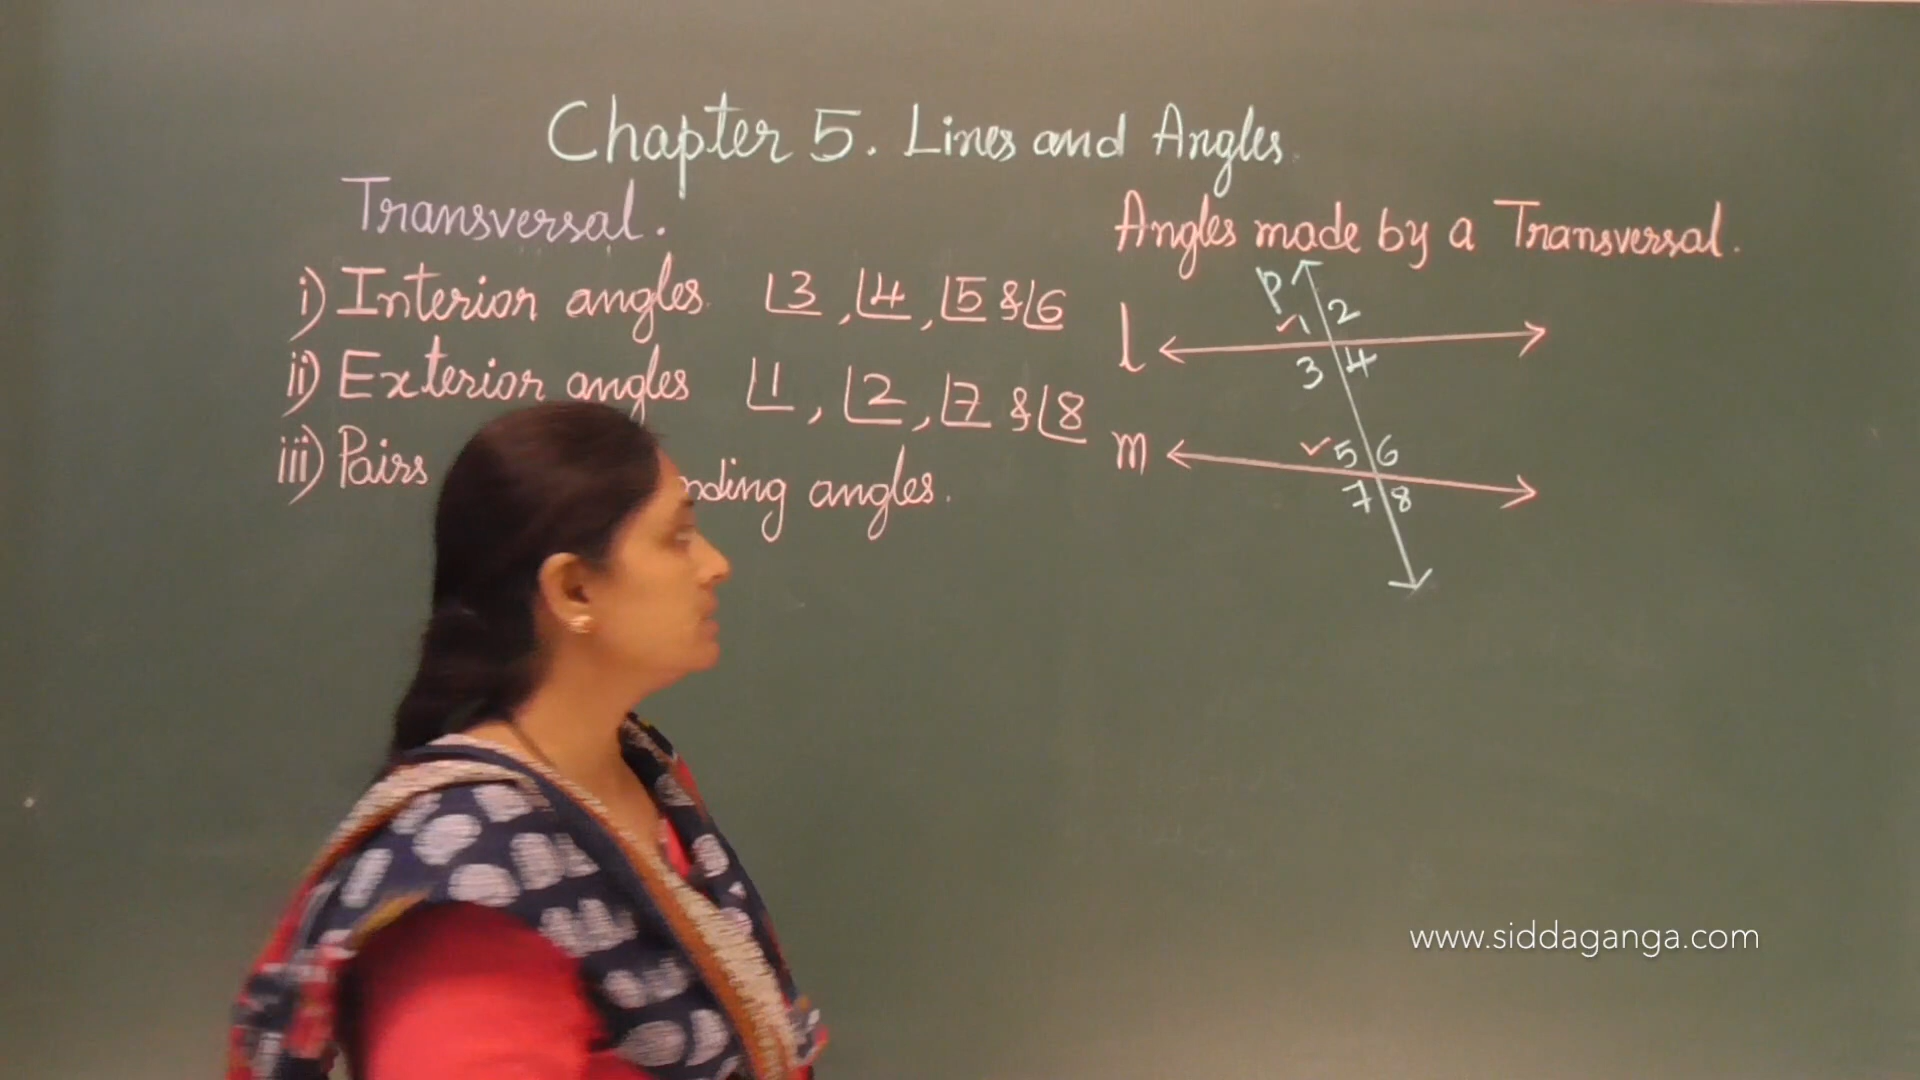 Chapter 5. Lines and Angles.
Transversal.
i) Interior angles. ∠3, ∠4, ∠5 & ∠6
ii) Exterior angles ∠1, ∠2, ∠7 & ∠8
iii) Pairs angles.
Angles made by a Transversal.
p
1 2
l
3 4
m
5 6
7 8
www.siddaganga.com